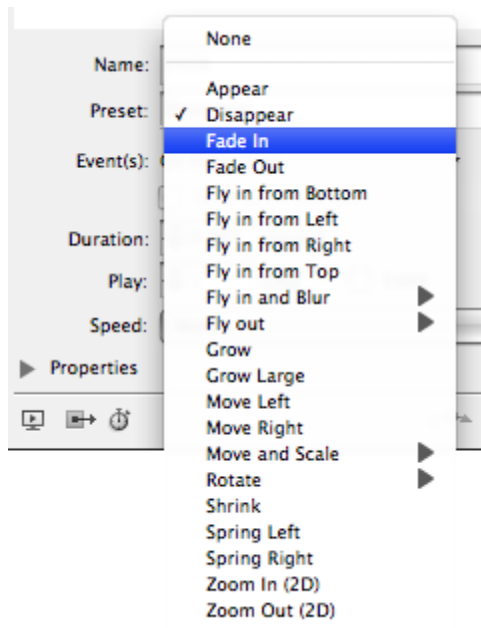 None
Name:
Appear
Preset:
✓ Disappear
Fade In
Event(s):
Fade Out
Fly in from Bottom
Fly in from Left
Duration:
Fly in from Right
Fly in from Top
Play:
Fly in and Blur
Speed:
Fly out
Grow
Properties
Grow Large
Move Left
Move Right
Move and Scale
Rotate
Shrink
Spring Left
Spring Right
Zoom In (2D)
Zoom Out (2D)